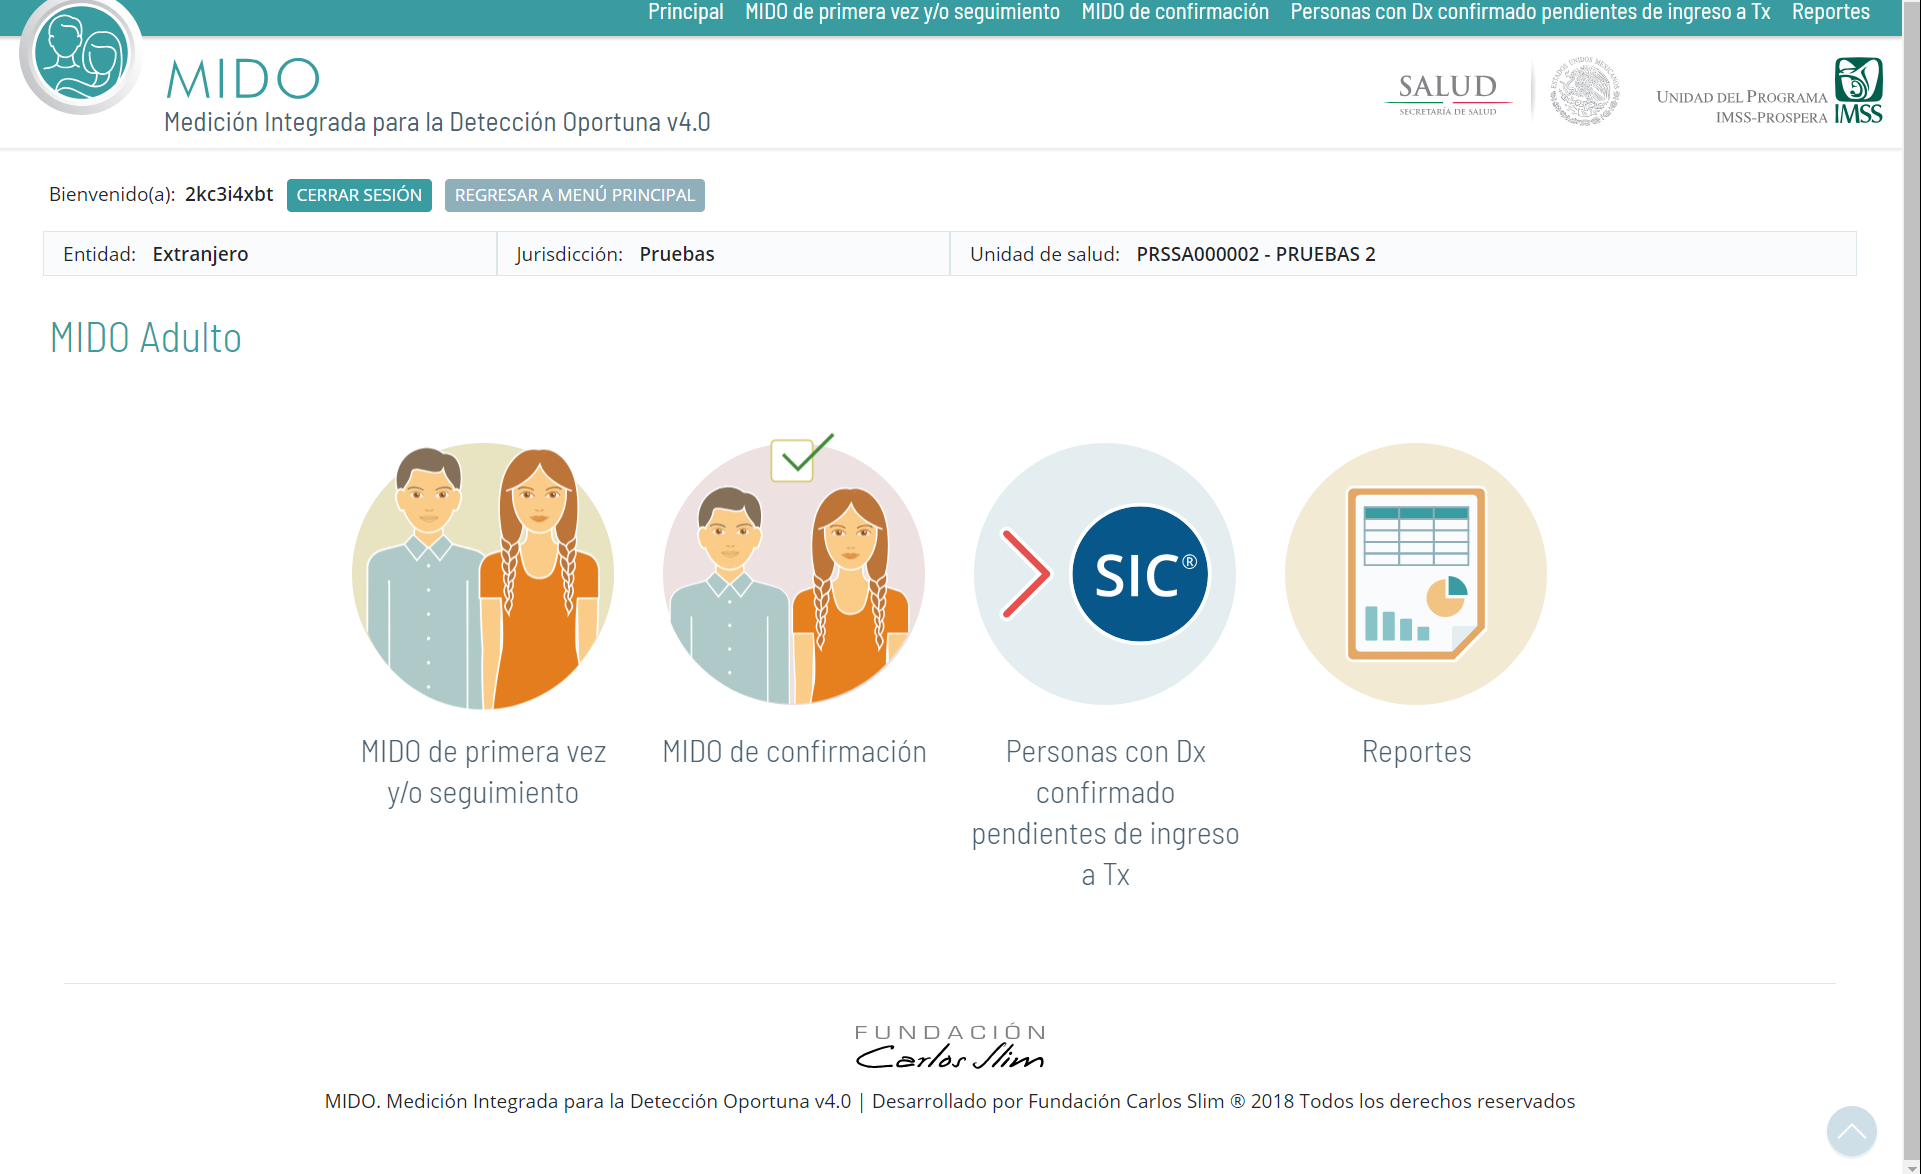 Principal MIDO de primera vez y/o seguimiento MIDO de confirmación Personas con Dx confirmado pendientes de ingreso a Tx Reportes
MIDO
Medición Integrada para la Detección Oportuna v4.0
SALUD
SECRETARÍA DE SALUD
ESTADOS UNIDOS MEXICANOS
UNIDAD DEL PROGRAMA
IMSS-PROSPERA
IMSS
Bienvenido(a): 2kc3i4xbt CERRAR SESIÓN REGRESAR A MENÚ PRINCIPAL
Entidad: Extranjero Jurisdicción: Pruebas Unidad de salud: PRSSA000002 - PRUEBAS 2
MIDO Adulto
SIC®
MIDO de primera vez
y/o seguimiento
MIDO de confirmación
Personas con Dx
confirmado
pendientes de ingreso
a Tx
Reportes
FUNDACIÓN
Carlos Slim
MIDO. Medición Integrada para la Detección Oportuna v4.0 | Desarrollado por Fundación Carlos Slim ® 2018 Todos los derechos reservados